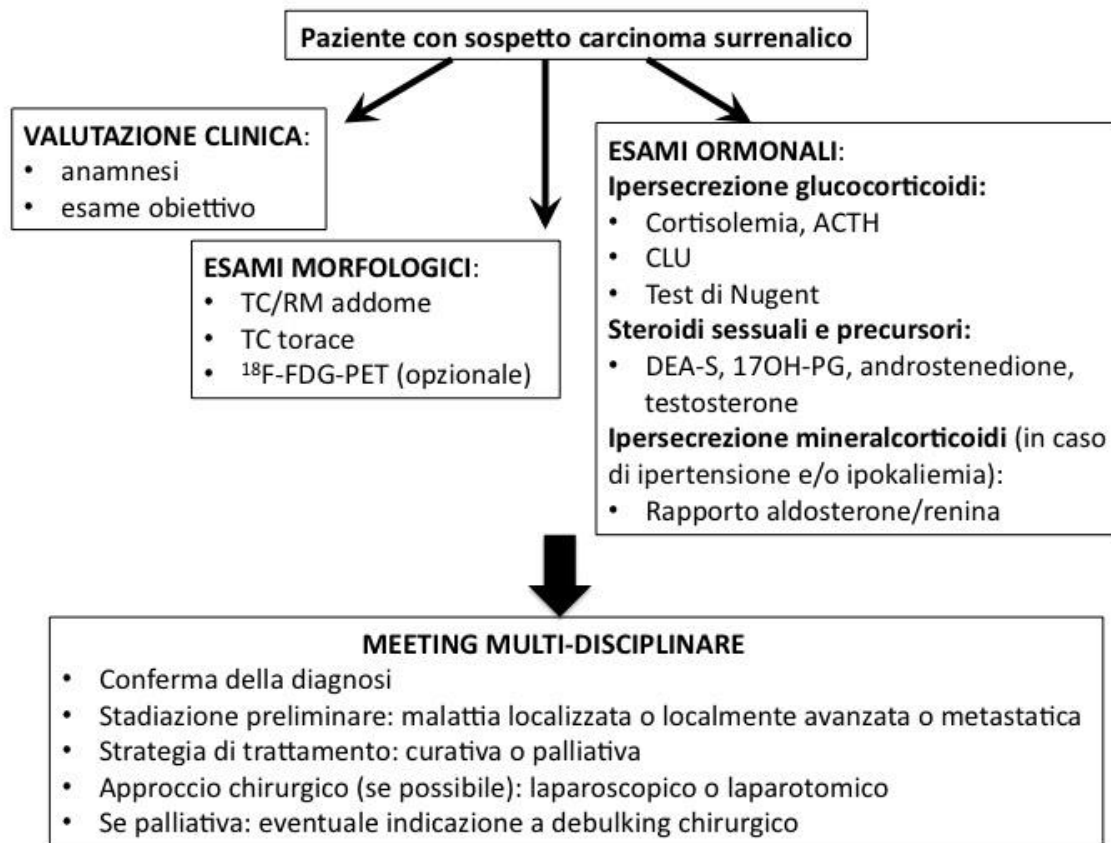 Paziente con sospetto carcinoma surrenalico
VALUTAZIONE CLINICA:
• anamnesi
• esame obiettivo
ESAMI MORFOLOGICI:
• TC/RM addome
• TC torace
• ¹⁸F-FDG-PET (opzionale)
ESAMI ORMONALI:
Ipersecrezione glucocorticoidi:
• Cortisolemia, ACTH
• CLU
• Test di Nugent
Steroidi sessuali e precursori:
• DEA-S, 17OH-PG, androstenedione,
testosterone
Ipersecrezione mineralcorticoidi (in caso
di ipertensione e/o ipokaliemia):
• Rapporto aldosterone/renina
MEETING MULTI-DISCIPLINARE
• Conferma della diagnosi
• Stadiazione preliminare: malattia localizzata o localmente avanzata o metastatica
• Strategia di trattamento: curativa o palliativa
• Approccio chirurgico (se possibile): laparoscopico o laparotomico
• Se palliativa: eventuale indicazione a debulking chirurgico